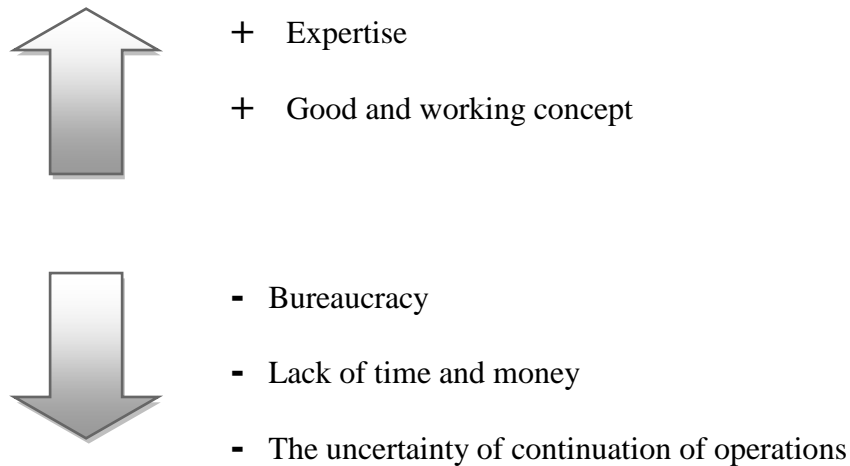 + Expertise
+ Good and working concept
- Bureaucracy
- Lack of time and money
- The uncertainty of continuation of operations